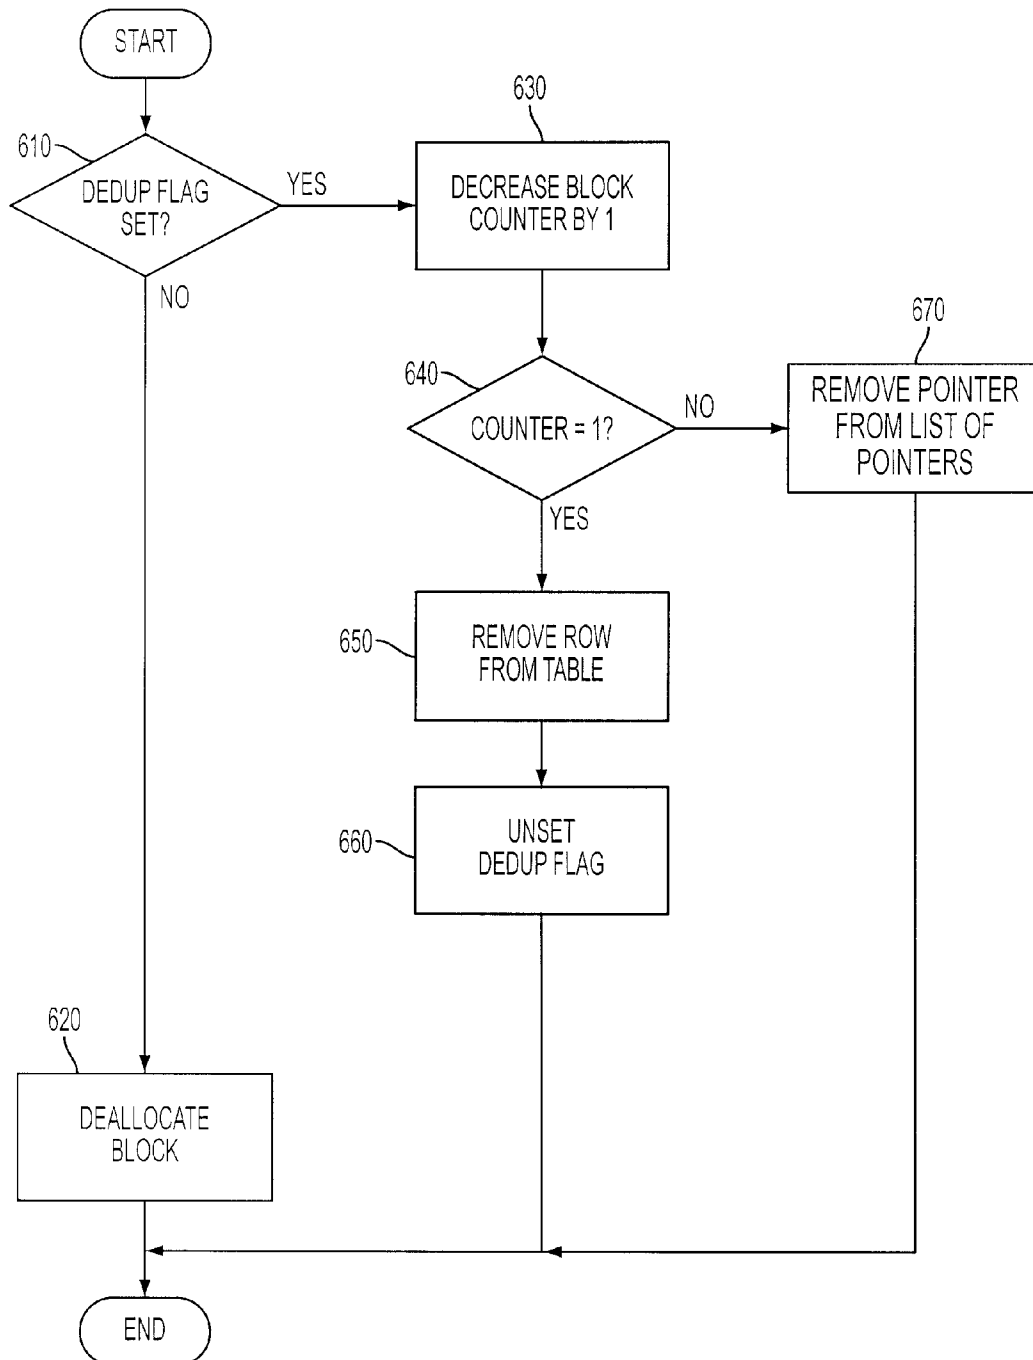 START
610
DEDUP FLAG
SET?
YES
NO
630
DECREASE BLOCK
COUNTER BY 1
640
COUNTER = 1?
NO
YES
670
REMOVE POINTER
FROM LIST OF
POINTERS
650
REMOVE ROW
FROM TABLE
660
UNSET
DEDUP FLAG
620
DEALLOCATE
BLOCK
END